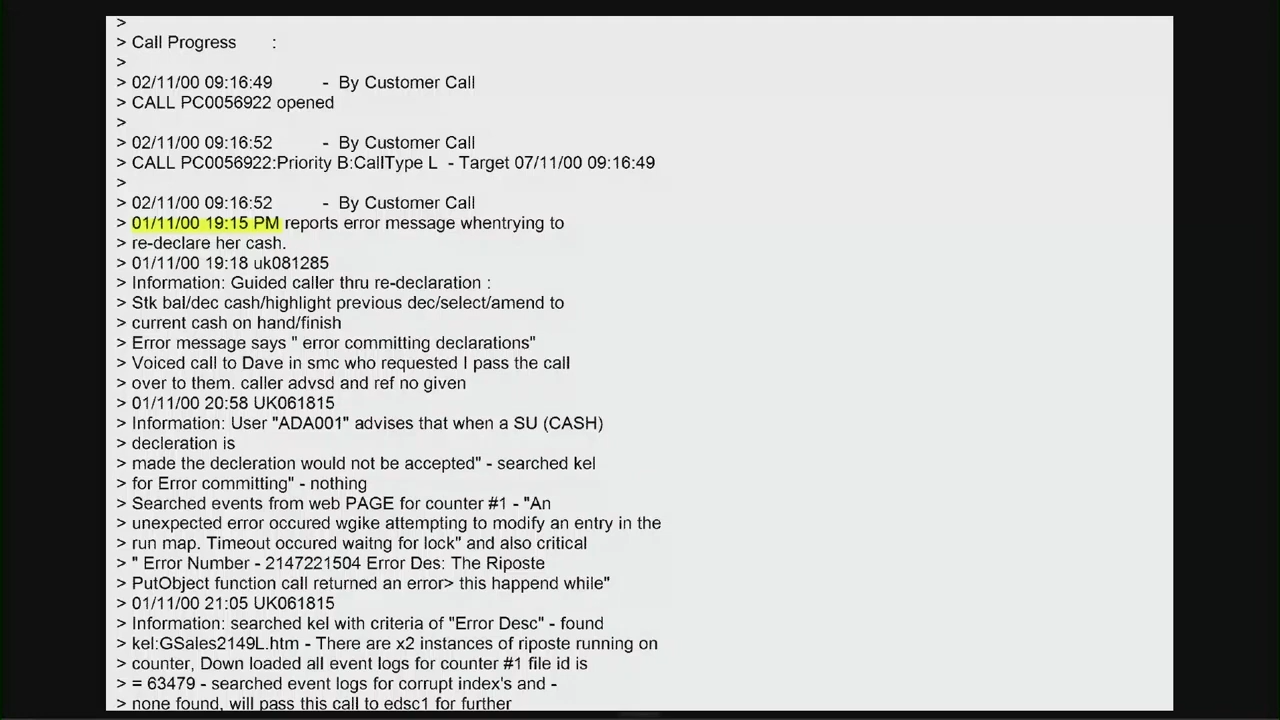 >
> Call Progress :
>
> 02/11/00 09:16:49 - By Customer Call
> CALL PC0056922 opened
>
> 02/11/00 09:16:52 - By Customer Call
> CALL PC0056922:Priority B:CallType L - Target 07/11/00 09:16:49
>
> 02/11/00 09:16:52 - By Customer Call
> 01/11/00 19:15 PM reports error message whentrying to
> re-declare her cash.
> 01/11/00 19:18 uk081285
> Information: Guided caller thru re-declaration :
> Stk bal/dec cash/highlight previous dec/select/amend to
> current cash on hand/finish
> Error message says " error committing declarations"
> Voiced call to Dave in smc who requested I pass the call
> over to them. caller advsd and ref no given
> 01/11/00 20:58 UK061815
> Information: User "ADA001" advises that when a SU (CASH)
> decleration is
> made the decleration would not be accepted" - searched kel
> for Error committing" - nothing
> Searched events from web PAGE for counter #1 - "An
> unexpected error occured wgike attempting to modify an entry in the
> run map. Timeout occured waitng for lock" and also critical
> " Error Number - 2147221504 Error Des: The Riposte
> PutObject function call returned an error> this happend while"
> 01/11/00 21:05 UK061815
> Information: searched kel with criteria of "Error Desc" - found
> kel:GSales2149L.htm - There are x2 instances of riposte running on
> counter, Down loaded all event logs for counter #1 file id is
> = 63479 - searched event logs for corrupt index's and -
> none found, will pass this call to edsc1 for further